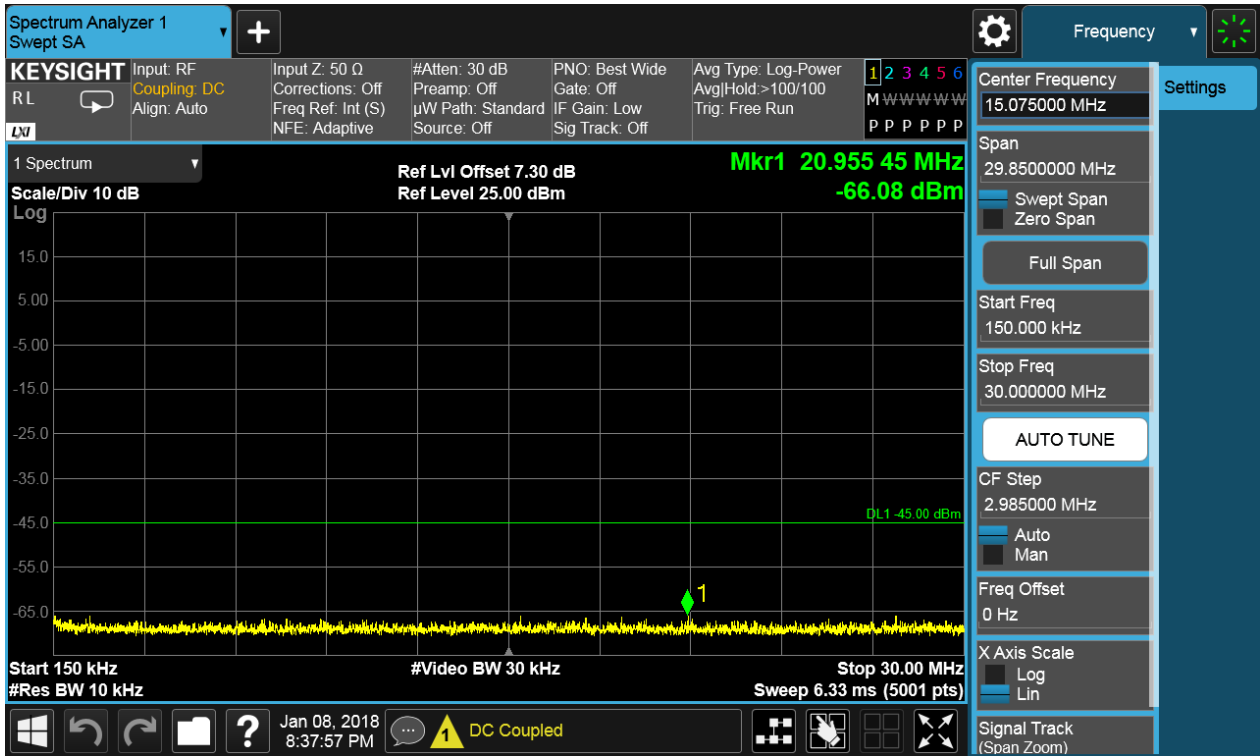 Spectrum Analyzer 1
Swept SA
+
Frequency
KEYSIGHT
RL
LXI
Input: RF
Coupling: DC
Align: Auto
Input Z: 50 Ω
Corrections: Off
Freq Ref: Int (S)
NFE: Adaptive
#Atten: 30 dB
Preamp: Off
µW Path: Standard
Source: Off
PNO: Best Wide
Gate: Off
IF Gain: Low
Sig Track: Off
Avg Type: Log-Power
Avg|Hold:>100/100
Trig: Free Run
1 2 3 4 5 6
M W W W W W
P P P P P P
1 Spectrum
Scale/Div 10 dB
Log
Ref Lvl Offset 7.30 dB
Ref Level 25.00 dBm
Mkr1 20.955 45 MHz
-66.08 dBm
15.0
5.00
-5.00
-15.0
-25.0
-35.0
-45.0
-55.0
-65.0
DL1 -45.00 dBm
1
Start 150 kHz
#Res BW 10 kHz
#Video BW 30 kHz
Stop 30.00 MHz
Sweep 6.33 ms (5001 pts)
Center Frequency
15.075000 MHz
Settings
Span
29.8500000 MHz
Swept Span
Zero Span
Full Span
Start Freq
150.000 kHz
Stop Freq
30.000000 MHz
AUTO TUNE
CF Step
2.985000 MHz
Auto
Man
Freq Offset
0 Hz
X Axis Scale
Log
Lin
Signal Track
(Span Zoom)
?
Jan 08, 2018
8:37:57 PM
1
DC Coupled